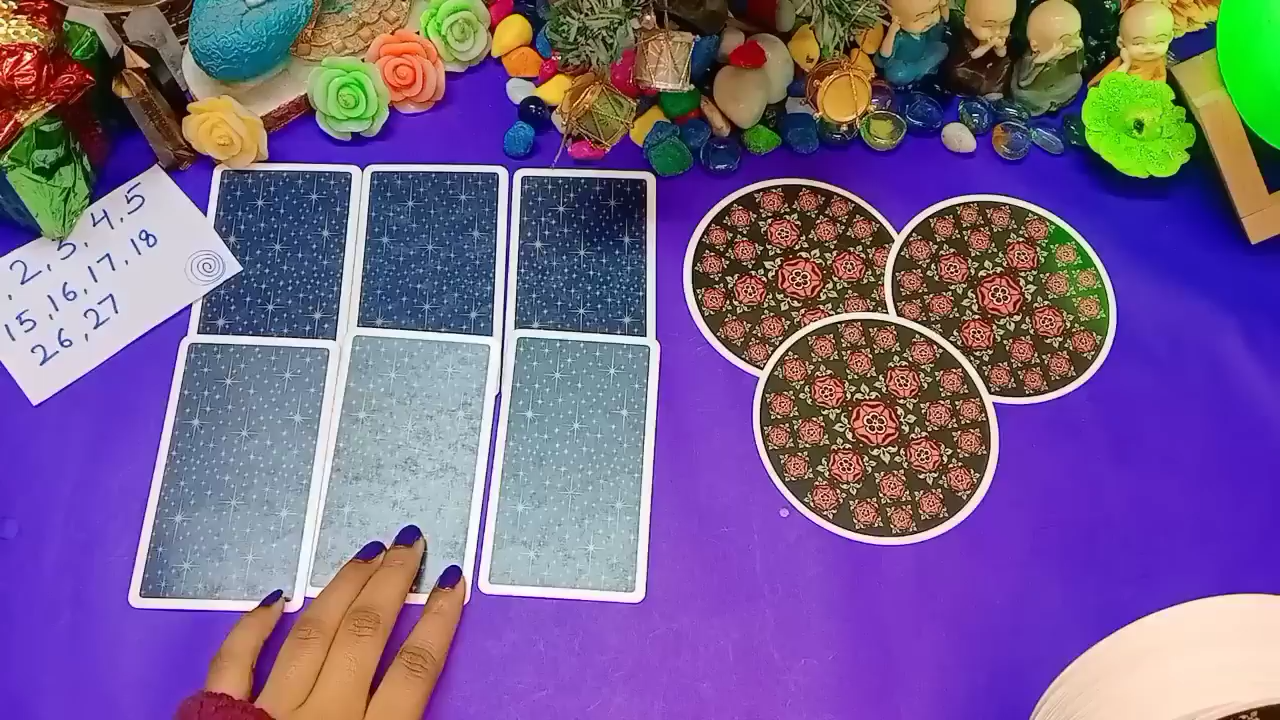 , 2, 3, 4, 5
15, 16, 17, 18
26, 27